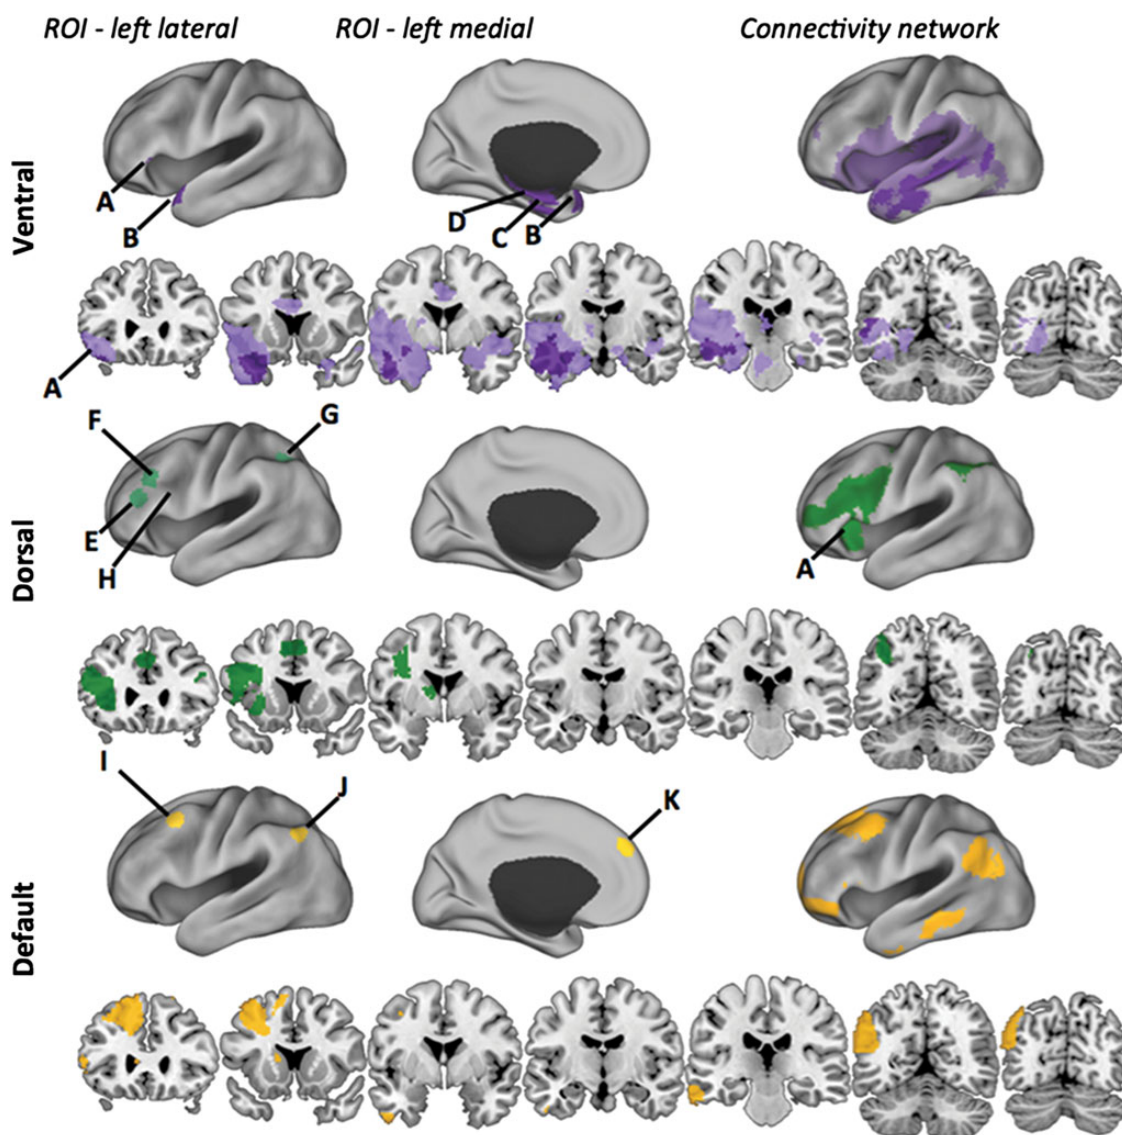 ROI - left lateral ROI - left medial Connectivity network
Ventral
A
B
D
C
B
A
Dorsal
F
G
E
H
A
Default
I
J
K